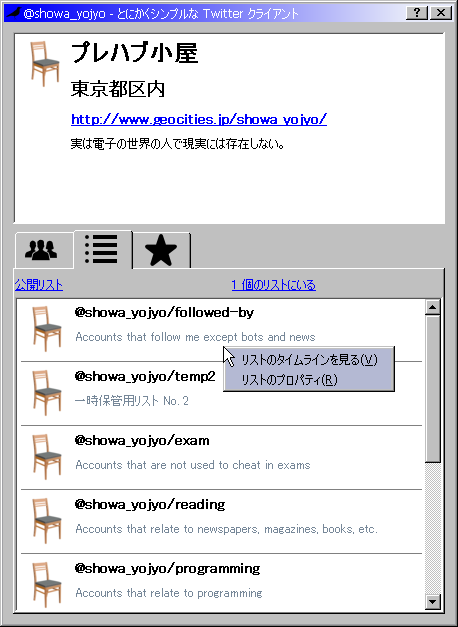 @showa_yojyo - とにかくシンプルな Twitter クライアント
プレハブ小屋
東京都区内
http://www.geocities.jp/showa_yojyo/
実は電子の世界の人で現実には存在しない。
公開リスト
1 個のリストにいる
@showa_yojyo/followed-by
Accounts that follow me except bots and news
リストのタイムラインを見る(V)
リストのプロパティ(R)
@showa_yojyo/temp2
一時保管用リスト No. 2
@showa_yojyo/exam
Accounts that are not used to cheat in exams
@showa_yojyo/reading
Accounts that relate to newspapers, magazines, books, etc.
@showa_yojyo/programming
Accounts that relate to programming